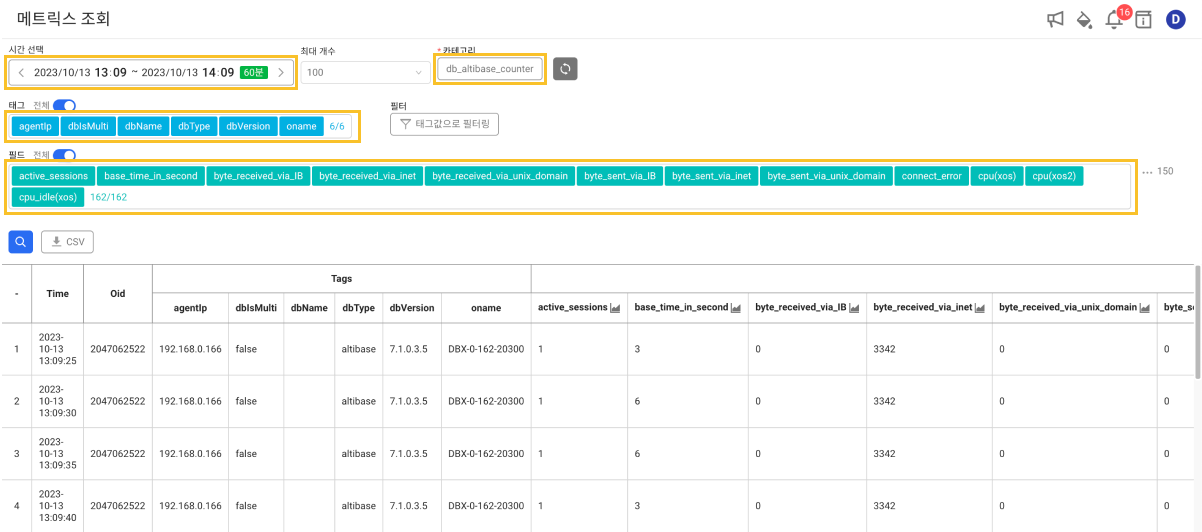 메트릭스 조회
16
D
시간 선택
최대 개수
* 카테고리
2023/10/13 13:09 ~ 2023/10/13 14:09 60분
100
db_altibase_counter
태그 전체
필터
agentIp dbIsMulti dbName dbType dbVersion oname 6/6
태그값으로 필터링
필드 전체
active_sessions base_time_in_second byte_received_via_IB byte_received_via_inet byte_received_via_unix_domain byte_sent_via_IB byte_sent_via_inet byte_sent_via_unix_domain connect_error cpu(xos) cpu(xos2)
··· 150
cpu_idle(xos) 162/162
CSV
Tags
- Time Oid
agentIp dbIsMulti dbName dbType dbVersion oname active_sessions base_time_in_second byte_received_via_IB byte_received_via_inet byte_received_via_unix_domain byte_s
1 2023-10-13 13:09:25 2047062522 192.168.0.166 false altibase 7.1.0.3.5 DBX-0-162-20300 1 3 0 3342 0 0
2 2023-10-13 13:09:30 2047062522 192.168.0.166 false altibase 7.1.0.3.5 DBX-0-162-20300 1 6 0 3342 0 0
3 2023-10-13 13:09:35 2047062522 192.168.0.166 false altibase 7.1.0.3.5 DBX-0-162-20300 1 6 0 3342 0 0
4 2023-10-13 13:09:40 2047062522 192.168.0.166 false altibase 7.1.0.3.5 DBX-0-162-20300 1 3 0 3342 0 0